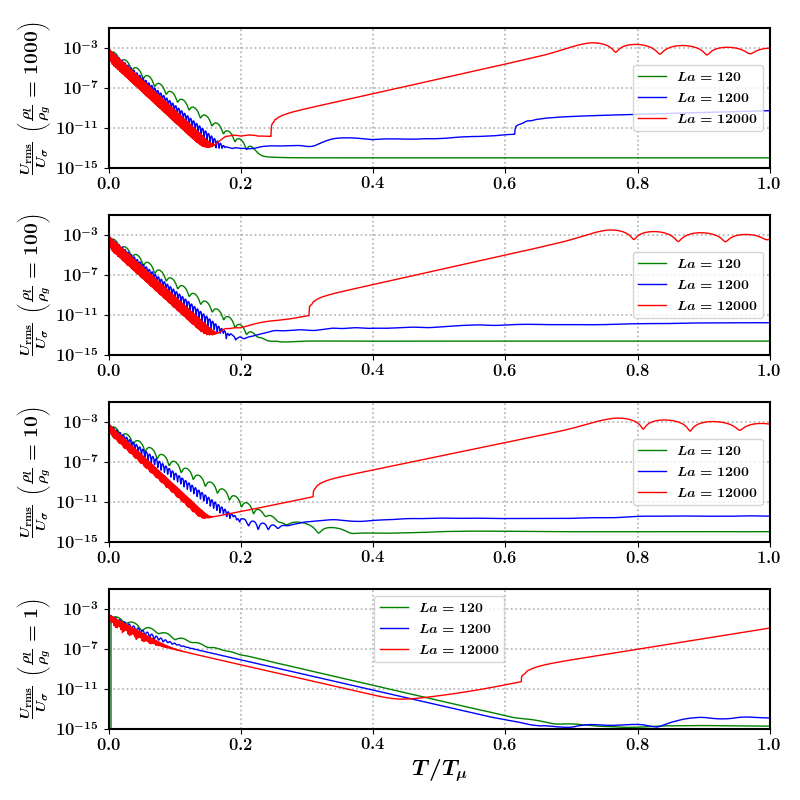 U_rms/U_σ (ρ_l/ρ_g = 1000)
10⁻³
10⁻⁷
10⁻¹¹
10⁻¹⁵
La = 120
La = 1200
La = 12000
0.0 0.2 0.4 0.6 0.8 1.0
U_rms/U_σ (ρ_l/ρ_g = 100)
10⁻³
10⁻⁷
10⁻¹¹
10⁻¹⁵
La = 120
La = 1200
La = 12000
0.0 0.2 0.4 0.6 0.8 1.0
U_rms/U_σ (ρ_l/ρ_g = 10)
10⁻³
10⁻⁷
10⁻¹¹
10⁻¹⁵
La = 120
La = 1200
La = 12000
0.0 0.2 0.4 0.6 0.8 1.0
U_rms/U_σ (ρ_l/ρ_g = 1)
10⁻³
10⁻⁷
10⁻¹¹
10⁻¹⁵
La = 120
La = 1200
La = 12000
0.0 0.2 0.4 0.6 0.8 1.0
T/T_μ